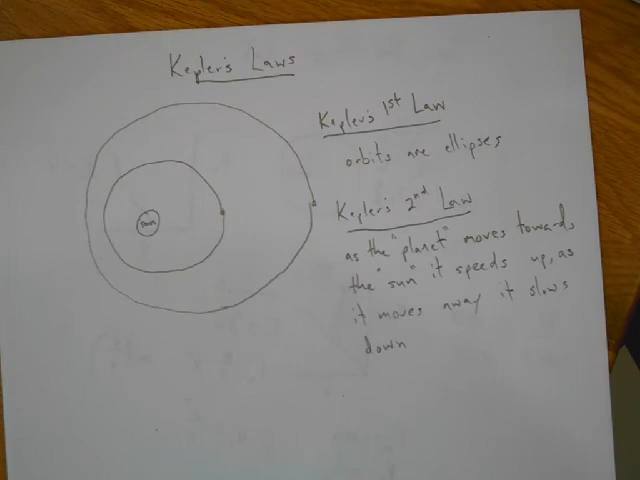 Kepler's Laws
Kepler's 1st Law
orbits are ellipses
Kepler's 2nd Law
as the "planet" moves towards
the "sun" it speeds up, as
it moves away it slows
down